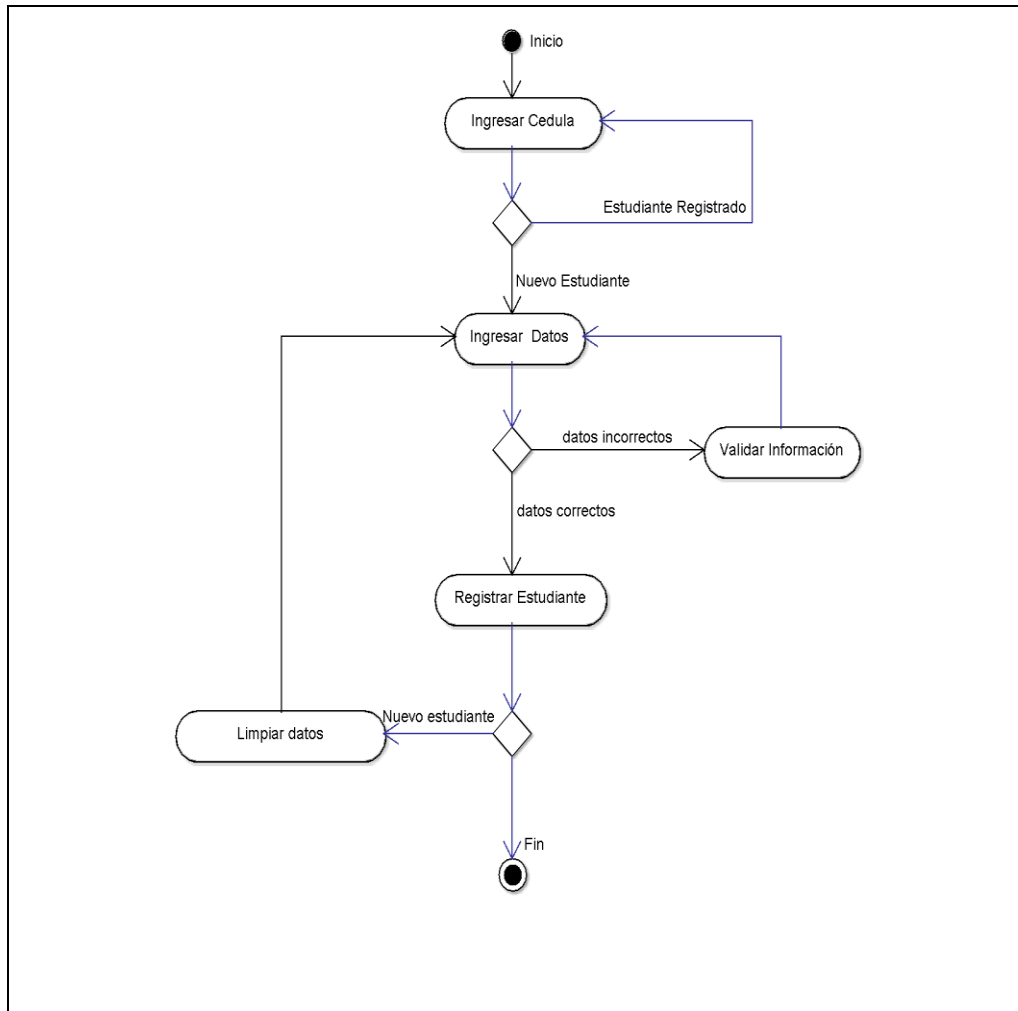 Inicio
Ingresar Cedula
Estudiante Registrado
Nuevo Estudiante
Ingresar Datos
datos incorrectos
Validar Información
datos correctos
Registrar Estudiante
Nuevo estudiante
Limpiar datos
Fin